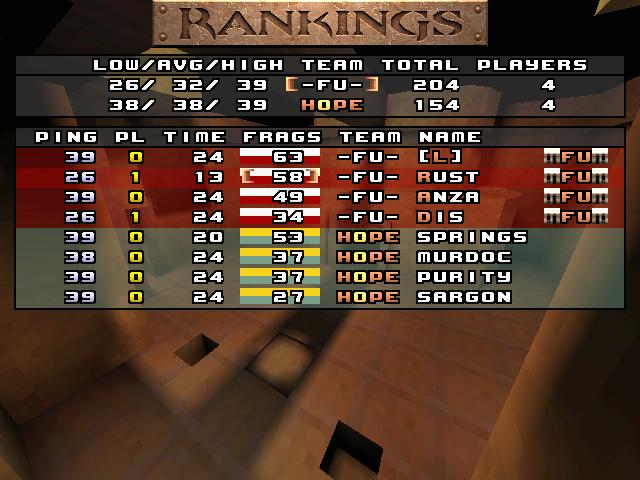 RANKINGS
LOW/AVG/HIGH TEAM TOTAL PLAYERS
26/ 32/ 39 [-FU-] 204 4
38/ 38/ 39 HOPE 154 4
PING PL TIME FRAGS TEAM NAME
39 0 24 63 -FU- [L] FU
26 1 13 [ 58 ] -FU- RUST FU
39 0 24 49 -FU- ANZA FU
26 1 24 34 -FU- DIS FU
39 0 20 53 HOPE SPRINGS
38 0 24 37 HOPE MURDOC
39 0 24 37 HOPE PURITY
39 0 24 27 HOPE SARGON